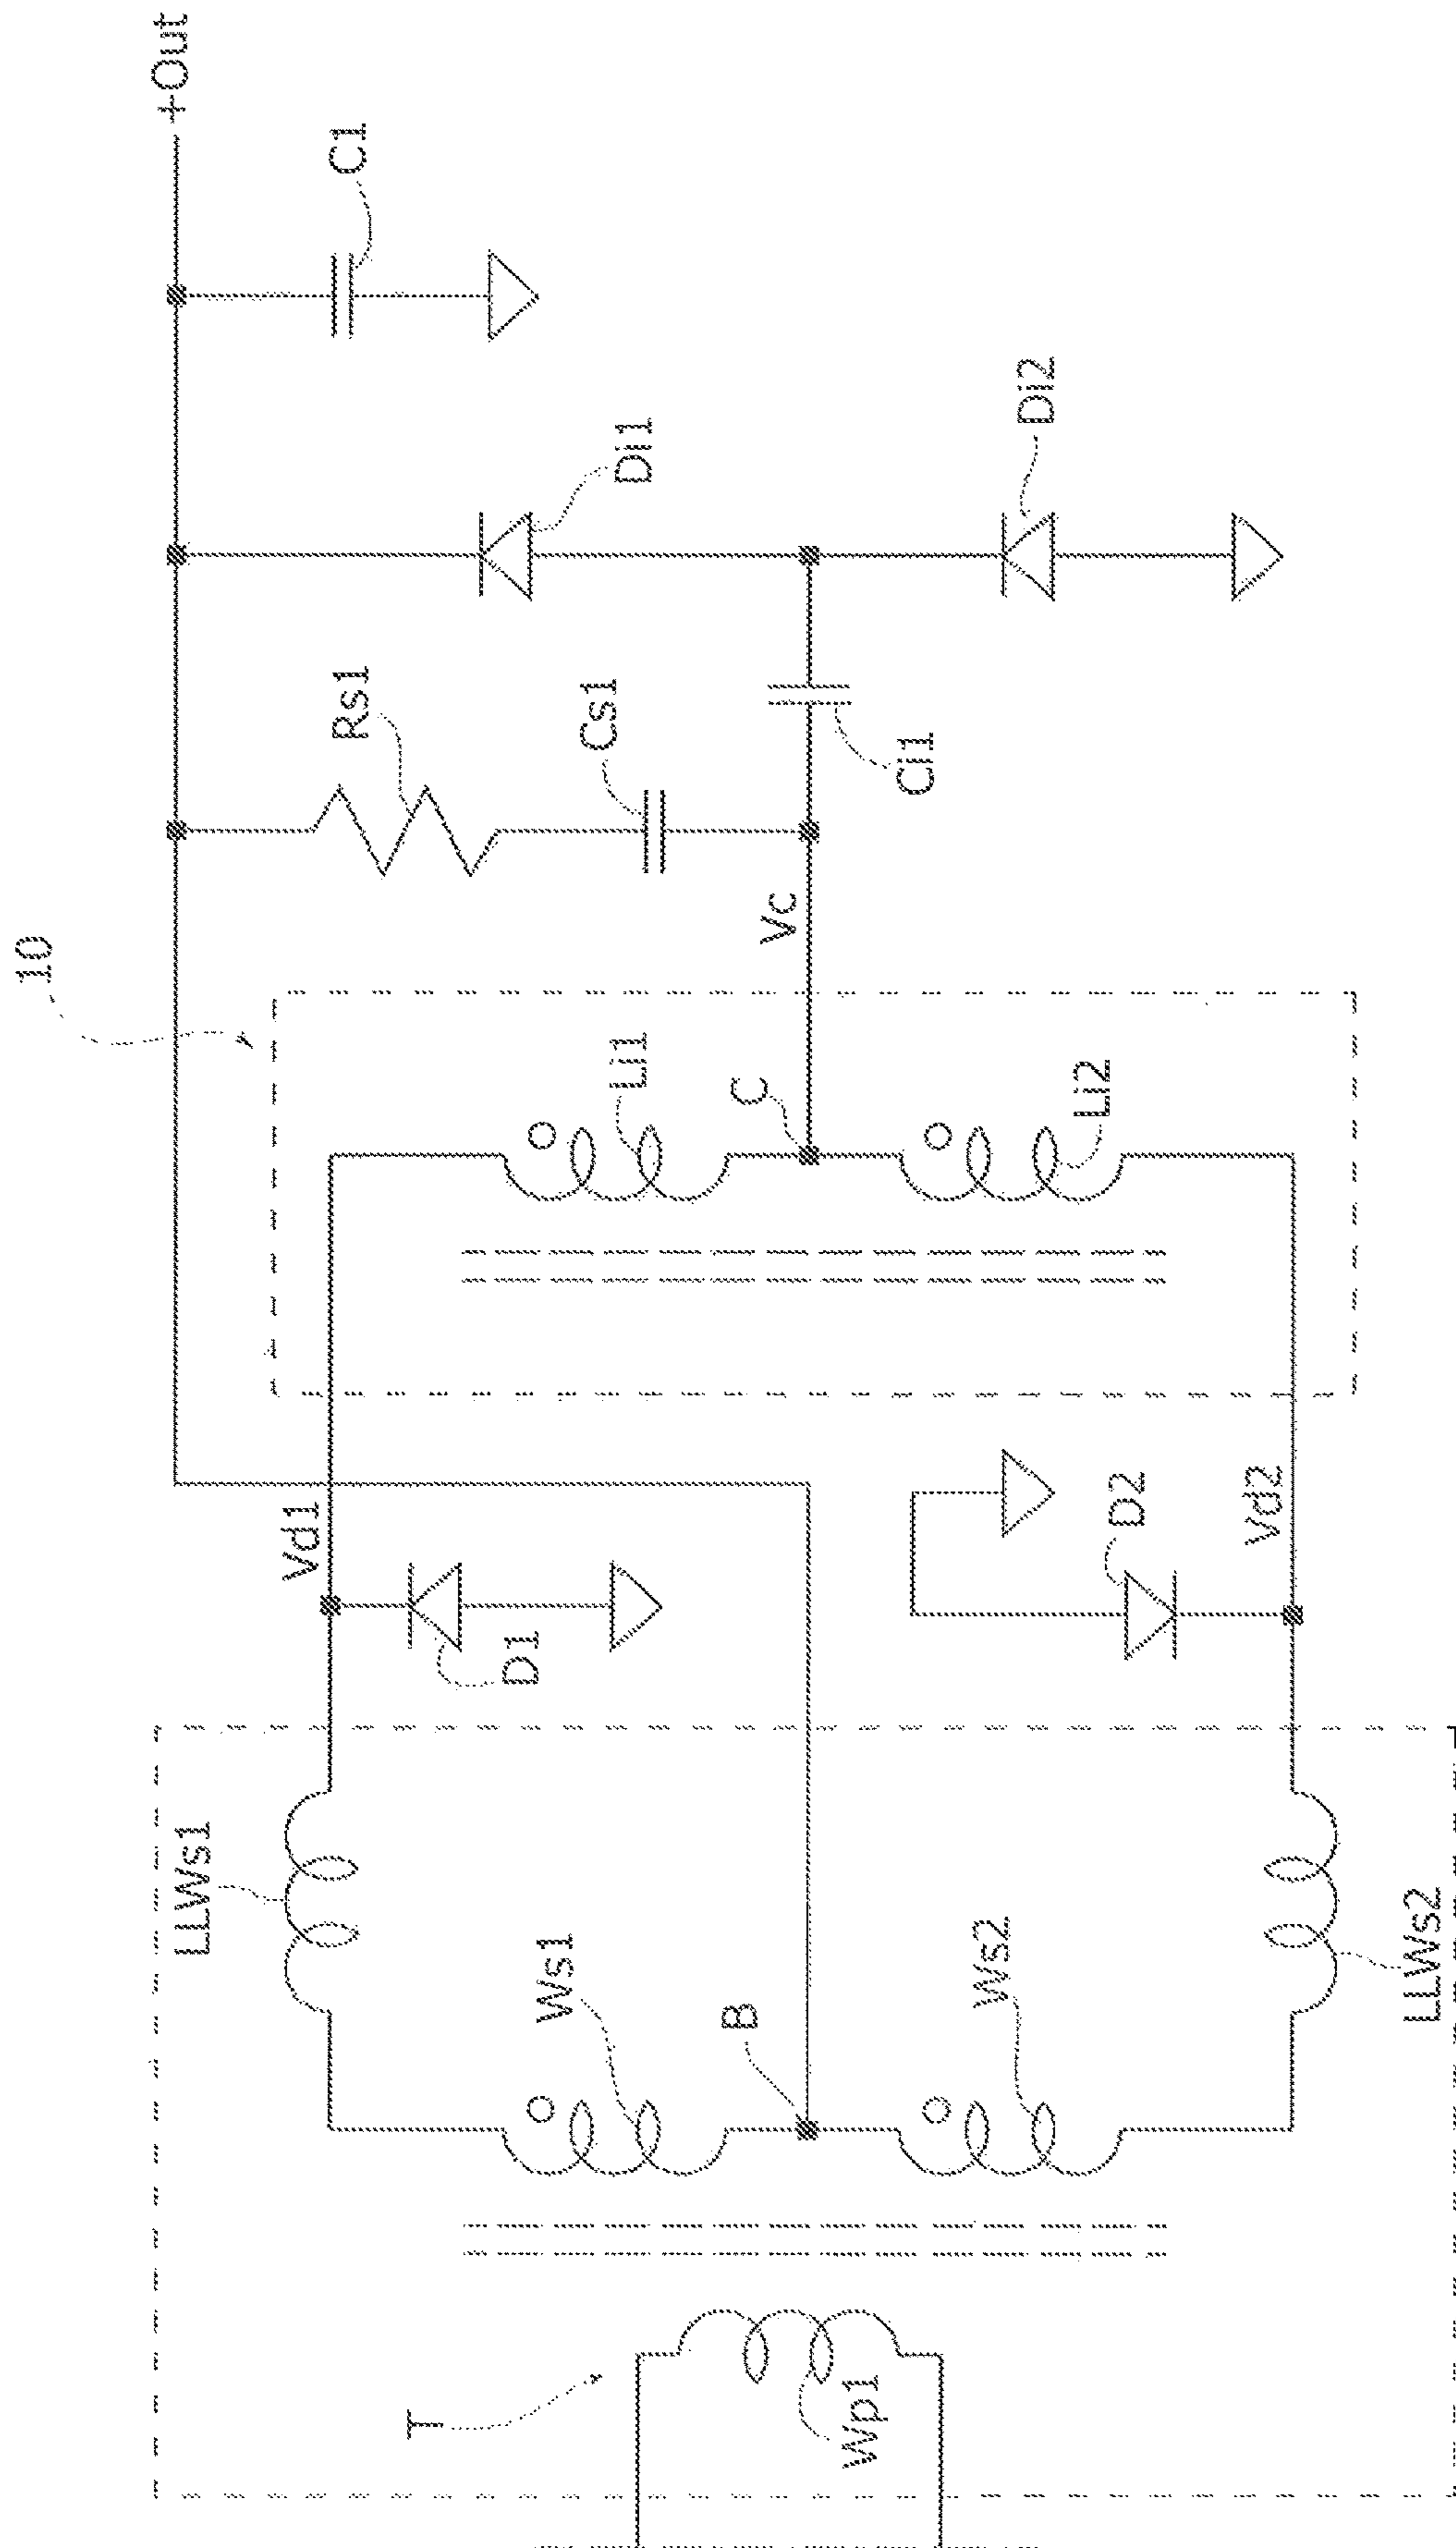 +Out
C1
Di1
Di2
Rs1
Cs1
Ci1
Vc
10
Li1
C
Li2
Vd1
D1
D2
Vd2
LLWs1
Ws1
B
Ws2
LLWs2
T
Wp1